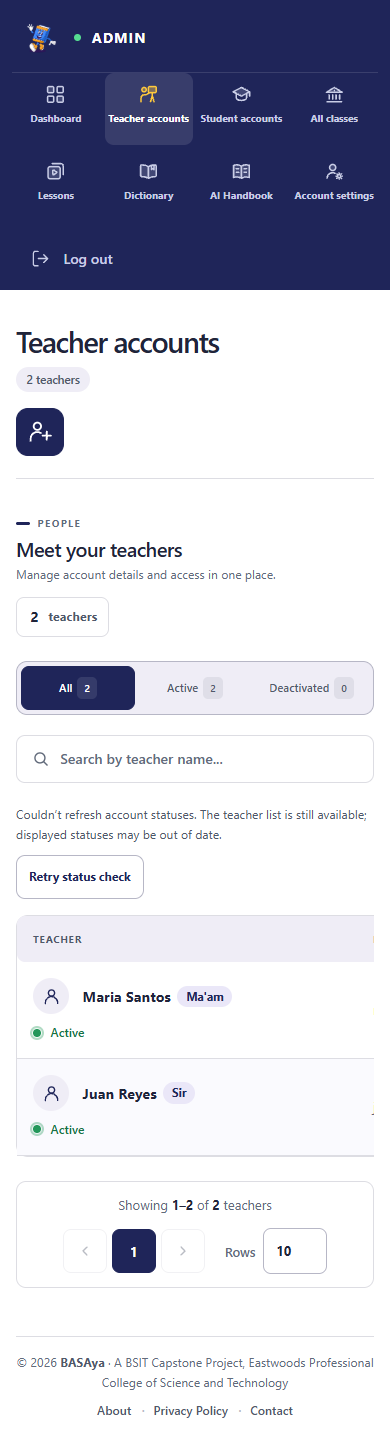 ADMIN
Dashboard
Teacher accounts
Student accounts
All classes
Lessons
Dictionary
AI Handbook
Account settings
Log out
Teacher accounts
2 teachers
PEOPLE
Meet your teachers
Manage account details and access in one place.
2 teachers
All 2
Active 2
Deactivated 0
Search by teacher name...
Couldn't refresh account statuses. The teacher list is still available;
displayed statuses may be out of date.
Retry status check
TEACHER
Maria Santos Ma'am
Active
Juan Reyes Sir
Active
Showing 1–2 of 2 teachers
1
Rows 10
© 2026 BASAya · A BSIT Capstone Project, Eastwoods Professional
College of Science and Technology
About · Privacy Policy · Contact